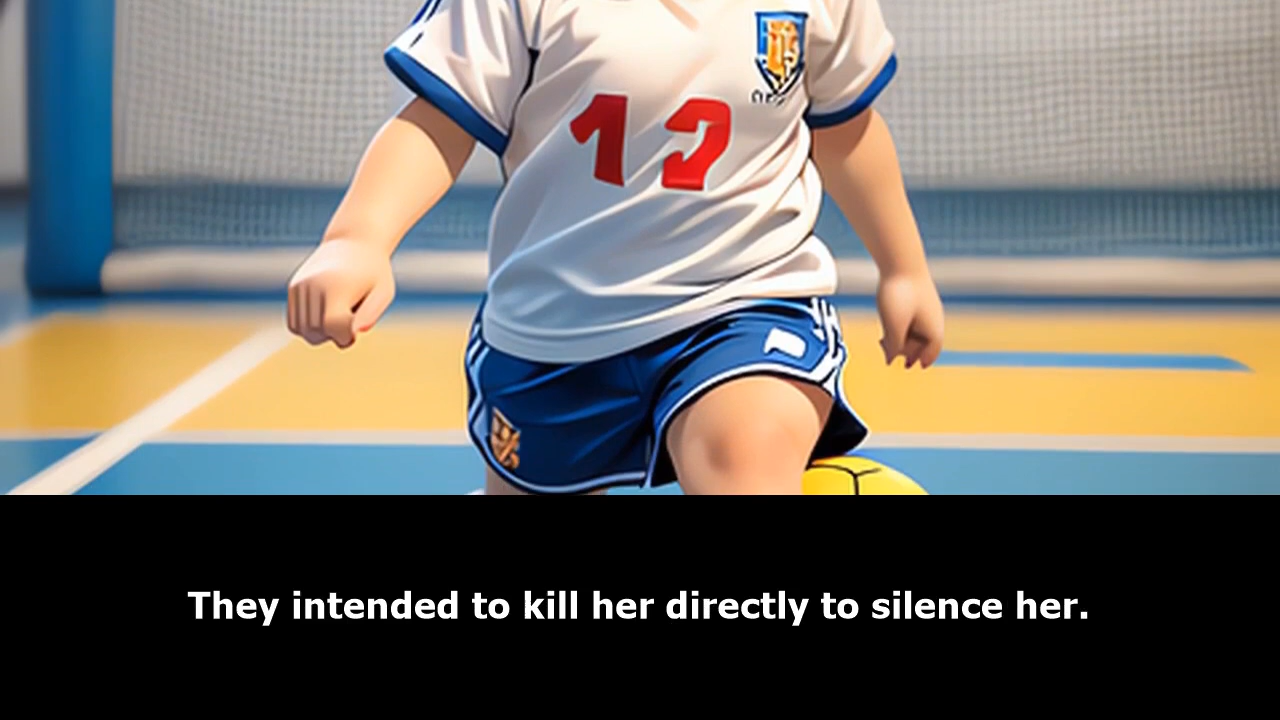 They intended to kill her directly to silence her.